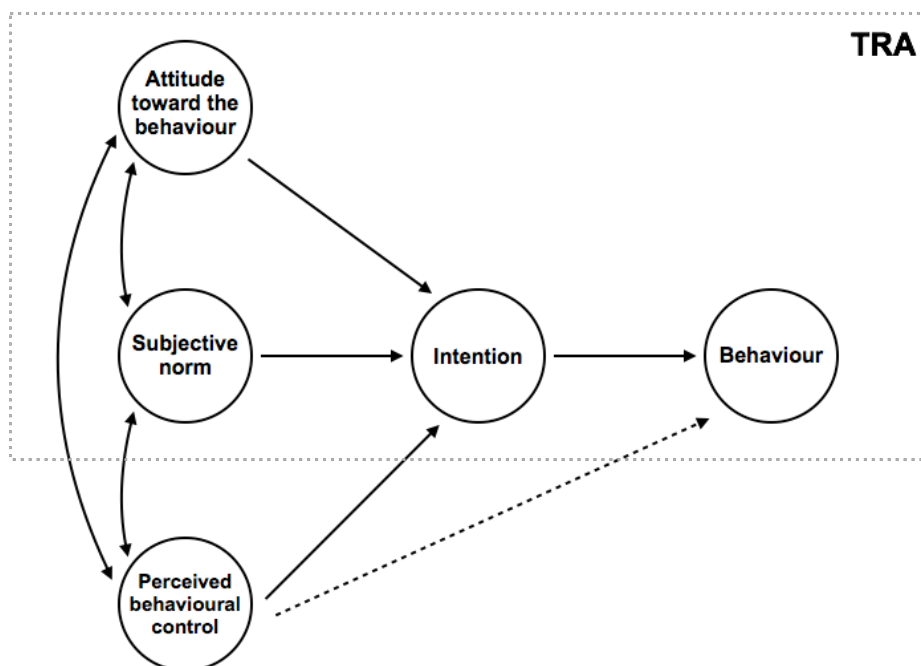 TRA
Attitude
toward the
behaviour
Subjective
norm
Intention
Behaviour
Perceived
behavioural
control